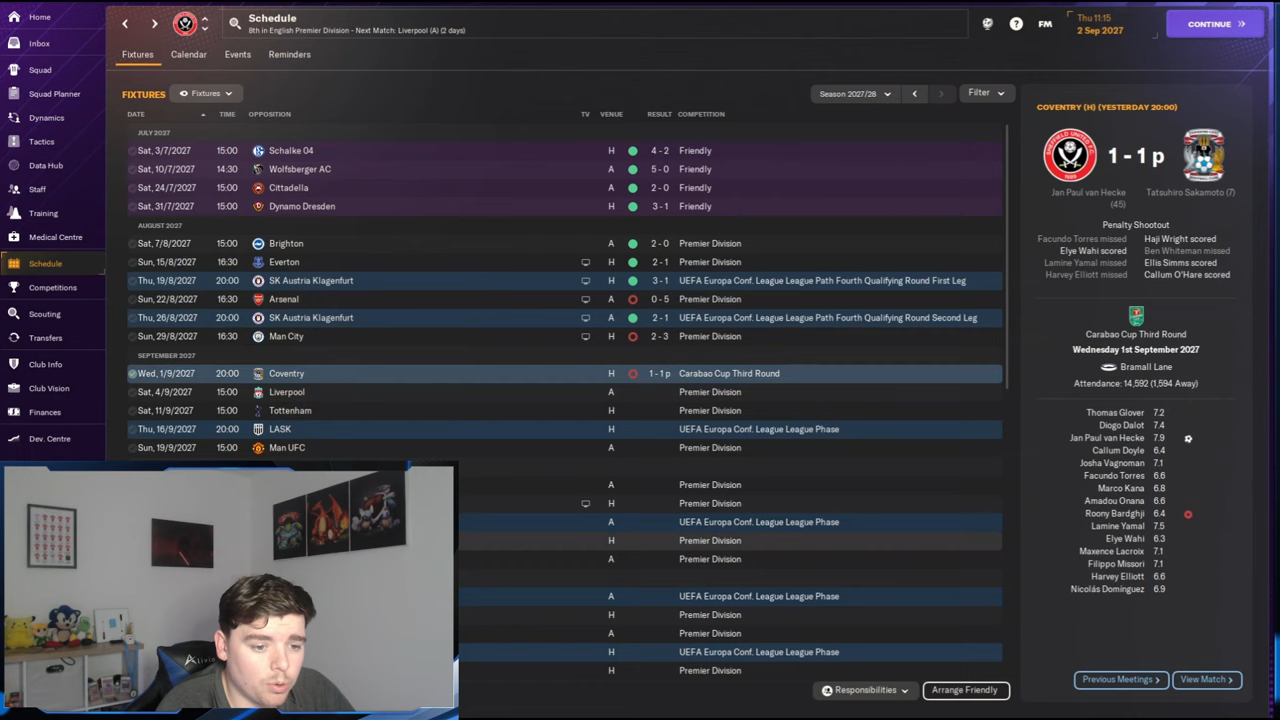 Home
Inbox
Squad
Squad Planner
Dynamics
Tactics
Data Hub
Staff
Training
Medical Centre
Schedule
Competitions
Scouting
Transfers
Club Info
Club Vision
Finances
Dev. Centre
Schedule
8th in English Premier Division - Next Match: Liverpool (A) (2 days)
FM
Thu 11:15
2 Sep 2027
CONTINUE
Fixtures Calendar Events Reminders
FIXTURES Fixtures Season 2027/28 Filter
DATE TIME OPPOSITION TV VENUE RESULT COMPETITION
JULY 2027
Sat, 3/7/2027 15:00 Schalke 04 H 4 - 2 Friendly
Sat, 10/7/2027 14:30 Wolfsberger AC A 5 - 0 Friendly
Sat, 24/7/2027 15:00 Cittadella A 2 - 0 Friendly
Sat, 31/7/2027 15:00 Dynamo Dresden H 3 - 1 Friendly
AUGUST 2027
Sat, 7/8/2027 15:00 Brighton A 2 - 0 Premier Division
Sun, 15/8/2027 16:30 Everton H 2 - 1 Premier Division
Thu, 19/8/2027 20:00 SK Austria Klagenfurt H 3 - 1 UEFA Europa Conf. League League Path Fourth Qualifying Round First Leg
Sun, 22/8/2027 16:30 Arsenal A 0 - 5 Premier Division
Thu, 26/8/2027 20:00 SK Austria Klagenfurt A 2 - 1 UEFA Europa Conf. League League Path Fourth Qualifying Round Second Leg
Sun, 29/8/2027 16:30 Man City H 2 - 3 Premier Division
SEPTEMBER 2027
Wed, 1/9/2027 20:00 Coventry H 1 - 1 p Carabao Cup Third Round
Sat, 4/9/2027 15:00 Liverpool A Premier Division
Sat, 11/9/2027 15:00 Tottenham H Premier Division
Thu, 16/9/2027 20:00 LASK H UEFA Europa Conf. League League Phase
Sun, 19/9/2027 15:00 Man UFC A Premier Division
A Premier Division
H Premier Division
A UEFA Europa Conf. League League Phase
H Premier Division
A Premier Division
A UEFA Europa Conf. League League Phase
H Premier Division
A Premier Division
H UEFA Europa Conf. League League Phase
H Premier Division
Responsibilities Arrange Friendly
COVENTRY (H) (YESTERDAY 20:00)
1 - 1 p
Jan Paul van Hecke (45)
Tatsuhiro Sakamoto (7)
Penalty Shootout
Facundo Torres missed Haji Wright scored
Elye Wahi scored Ben Whiteman missed
Lamine Yamal missed Ellis Simms scored
Harvey Elliott missed Callum O'Hare scored
Carabao Cup Third Round
Wednesday 1st September 2027
Bramall Lane
Attendance: 14,592 (1,594 Away)
Thomas Glover 7.2
Diogo Dalot 7.4
Jan Paul van Hecke 7.9
Callum Doyle 6.4
Josha Vagnoman 7.1
Facundo Torres 6.6
Marco Kana 6.8
Amadou Onana 6.6
Roony Bardghji 6.4
Lamine Yamal 7.5
Elye Wahi 6.3
Maxence Lacroix 7.1
Filippo Missori 7.1
Harvey Elliott 6.6
Nicolás Domínguez 6.9
Previous Meetings View Match